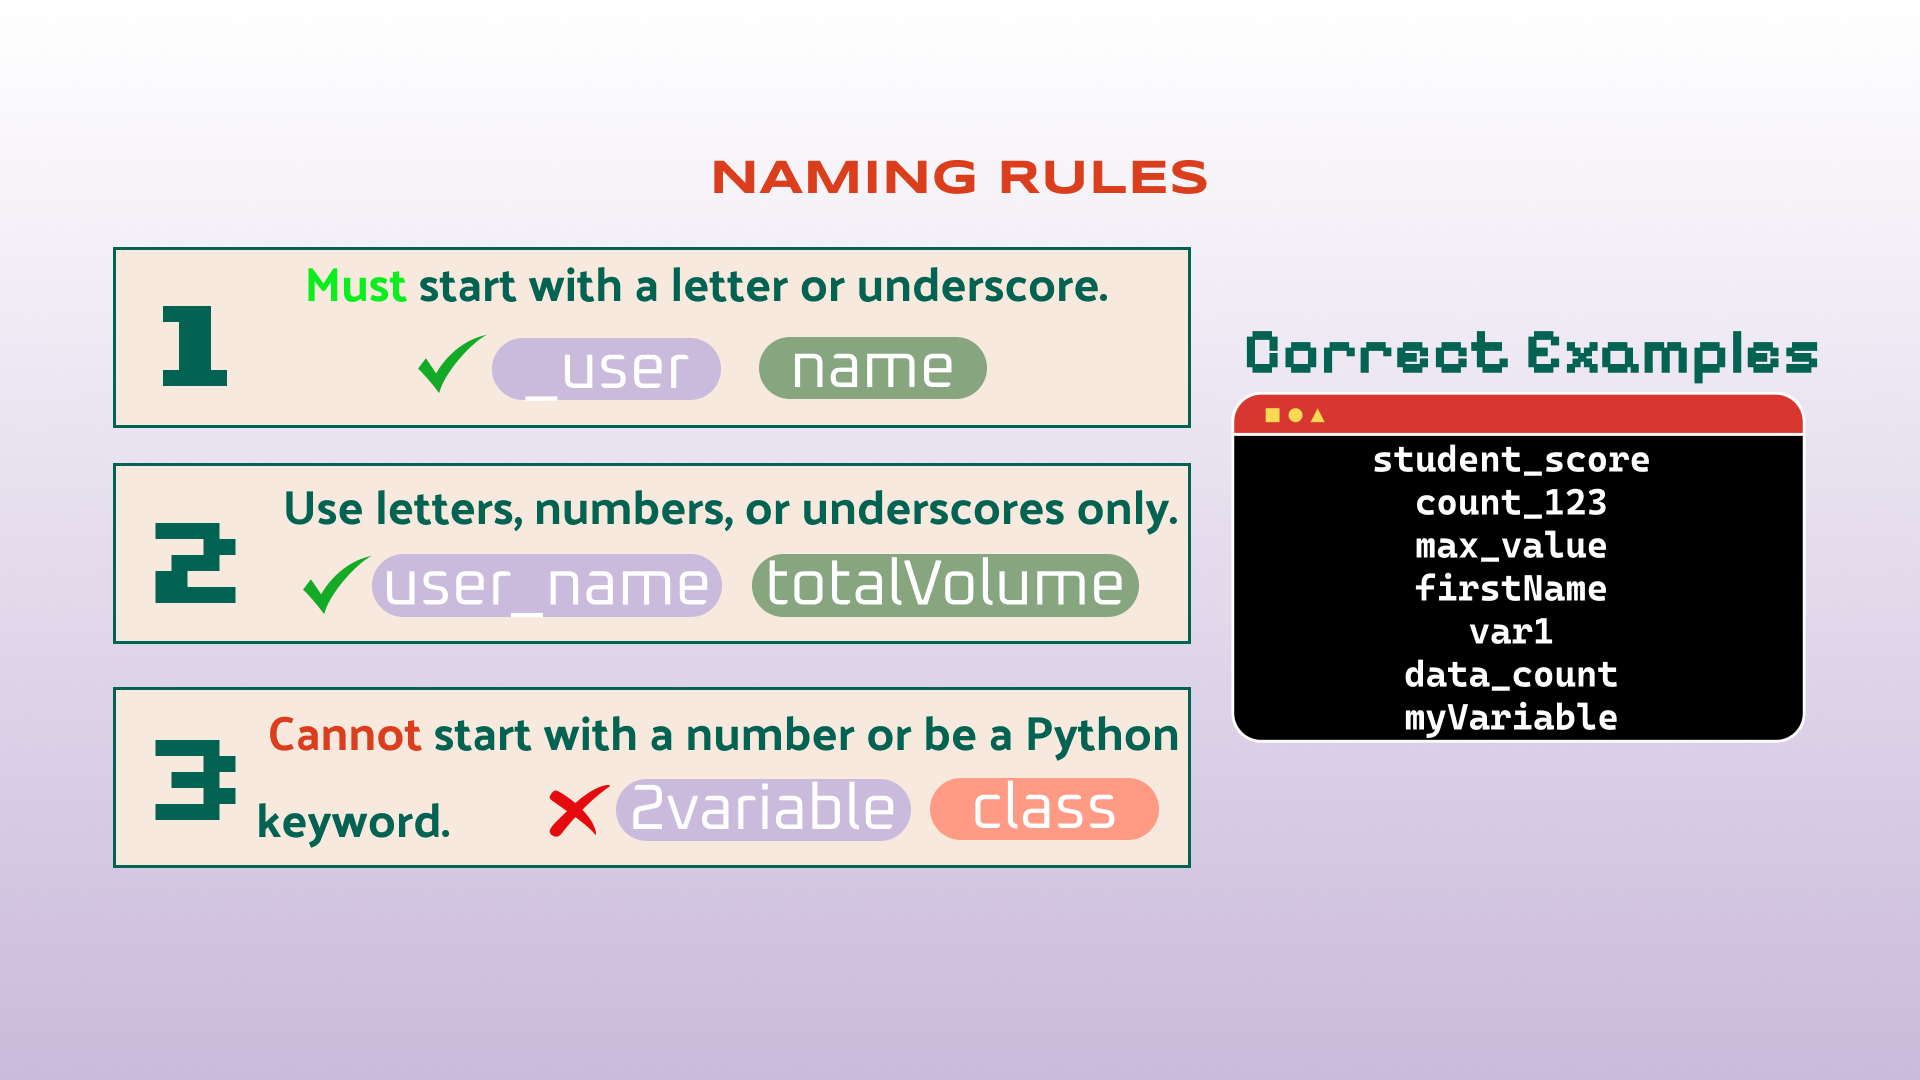 NAMING RULES
1
Must start with a letter or underscore.
_user name
2
Use letters, numbers, or underscores only.
user_name totalVolume
3
Cannot start with a number or be a Python
keyword.
2variable class
Correct Examples
student_score
count_123
max_value
firstName
var1
data_count
myVariable